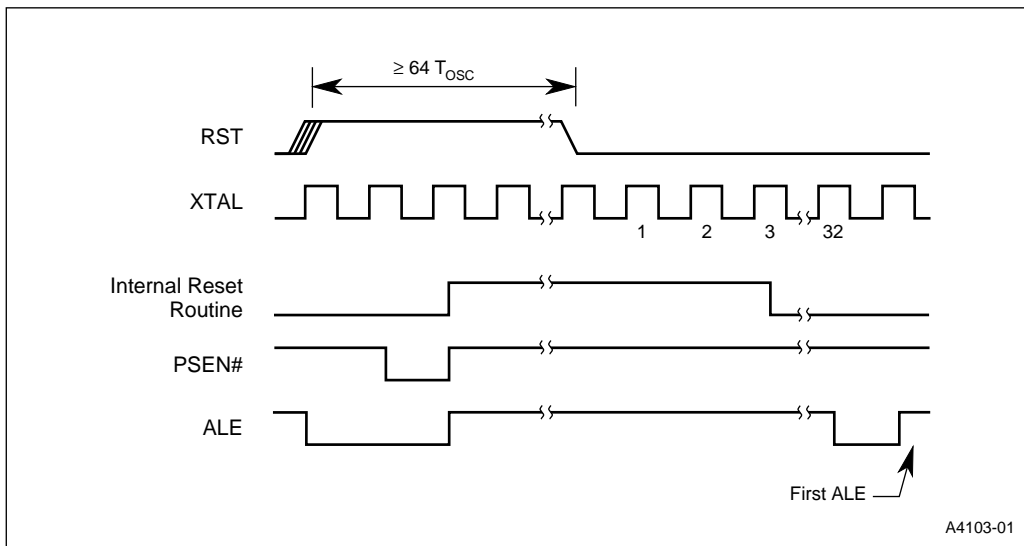 ≥ 64 TOSC
RST
XTAL
1 2 3 32
Internal Reset
Routine
PSEN#
ALE
First ALE
A4103-01